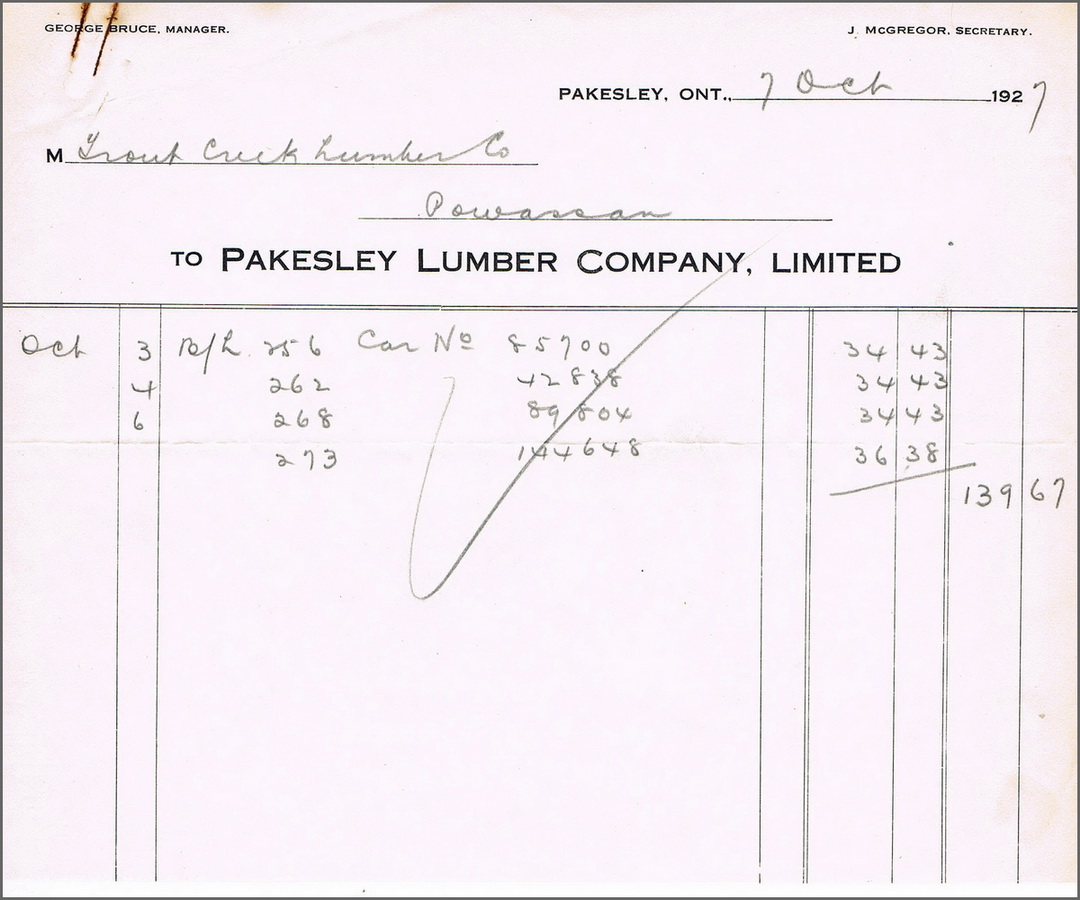 GEORGE BRUCE, MANAGER. J. McGREGOR, SECRETARY.
PAKESLEY, ONT., 7 Oct 1927
M Trout Creek Lumber Co
Powassan
TO PAKESLEY LUMBER COMPANY, LIMITED
Oct 3 B/L 256 Car No 85700 34 43
4 262 42838 34 43
6 268 89804 34 43
273 144648 36 38
139 67